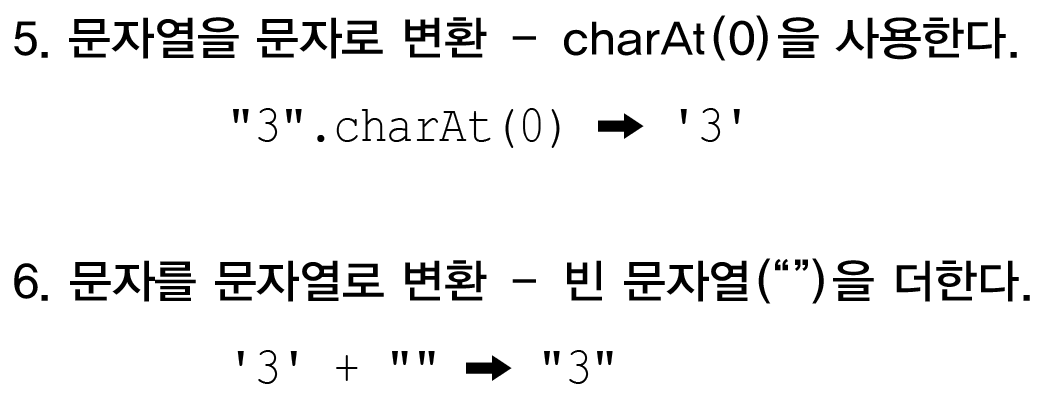 5. 문자열을 문자로 변환 - charAt(0)을 사용한다.
"3".charAt(0) ➡ '3'
6. 문자를 문자열로 변환 - 빈 문자열(“”)을 더한다.
'3' + "" ➡ "3"